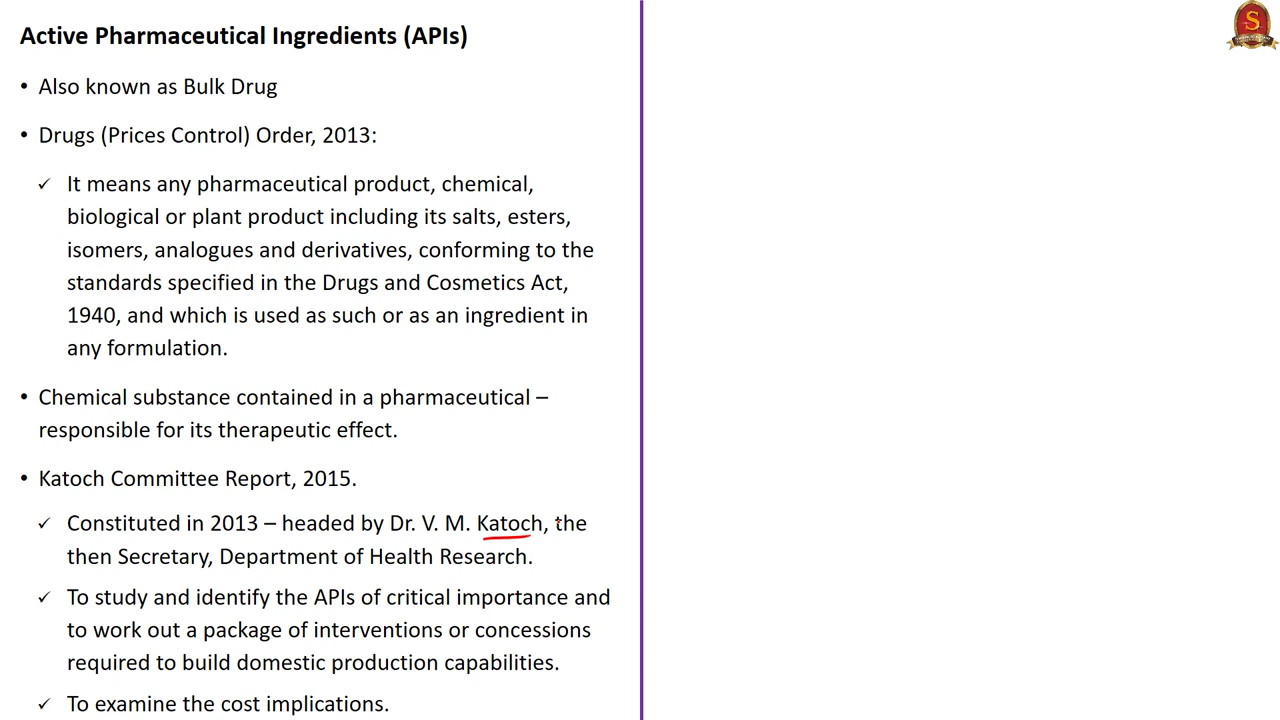 Active Pharmaceutical Ingredients (APIs)
• Also known as Bulk Drug
• Drugs (Prices Control) Order, 2013:
✓ It means any pharmaceutical product, chemical,
biological or plant product including its salts, esters,
isomers, analogues and derivatives, conforming to the
standards specified in the Drugs and Cosmetics Act,
1940, and which is used as such or as an ingredient in
any formulation.
• Chemical substance contained in a pharmaceutical –
responsible for its therapeutic effect.
• Katoch Committee Report, 2015.
✓ Constituted in 2013 – headed by Dr. V. M. Katoch, the
then Secretary, Department of Health Research.
✓ To study and identify the APIs of critical importance and
to work out a package of interventions or concessions
required to build domestic production capabilities.
✓ To examine the cost implications.
S